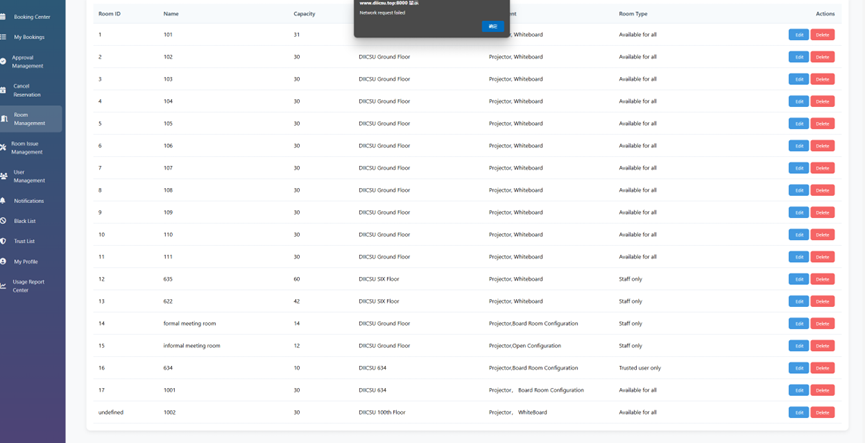 www.diicsu.top:8000 显示
Network request failed
确定
Booking Center
My Bookings
Approval
Management
Cancel
Reservation
Room
Management
Room Issue
Management
User
Management
Notifications
Black List
Trust List
My Profile
Usage Report
Center
Room ID Name Capacity Room Type Actions
1 101 31 Whiteboard Available for all Edit Delete
2 102 30 DIICSU Ground Floor Projector, Whiteboard Available for all Edit Delete
3 103 30 DIICSU Ground Floor Projector, Whiteboard Available for all Edit Delete
4 104 30 DIICSU Ground Floor Projector, Whiteboard Available for all Edit Delete
5 105 30 DIICSU Ground Floor Projector, Whiteboard Available for all Edit Delete
6 106 30 DIICSU Ground Floor Projector, Whiteboard Available for all Edit Delete
7 107 30 DIICSU Ground Floor Projector, Whiteboard Available for all Edit Delete
8 108 30 DIICSU Ground Floor Projector, Whiteboard Available for all Edit Delete
9 109 30 DIICSU Ground Floor Projector, Whiteboard Available for all Edit Delete
10 110 30 DIICSU Ground Floor Projector, Whiteboard Available for all Edit Delete
11 111 30 DIICSU Ground Floor Projector, Whiteboard Available for all Edit Delete
12 635 60 DIICSU SIX Floor Projector, Whiteboard Staff only Edit Delete
13 622 42 DIICSU SIX Floor Projector, Whiteboard Staff only Edit Delete
14 formal meeting room 14 DIICSU Ground Floor Projector,Board Room Configuration Staff only Edit Delete
15 informal meeting room 12 DIICSU Ground Floor Projector,Open Configuration Staff only Edit Delete
16 634 10 DIICSU 634 Projector,Board Room Configuration Trusted user only Edit Delete
17 1001 30 DIICSU 634 Projector， Board Room Configuration Available for all Edit Delete
undefined 1002 30 DIICSU 100th Floor Projector， WhiteBoard Available for all Edit Delete